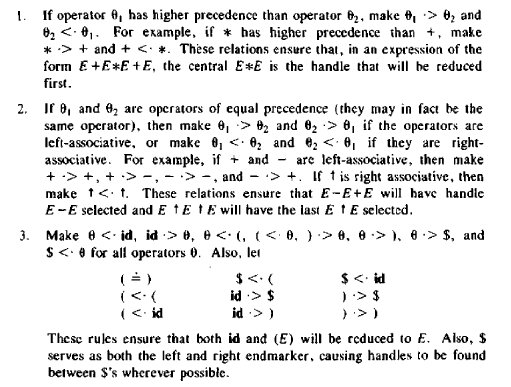 1. If operator θ₁ has higher precedence than operator θ₂, make θ₁ ·> θ₂ and
θ₂ <· θ₁. For example, if * has higher precedence than +, make
* ·> + and + <· *. These relations ensure that, in an expression of the
form E+E*E+E, the central E*E is the handle that will be reduced
first.
2. If θ₁ and θ₂ are operators of equal precedence (they may in fact be the
same operator), then make θ₁ ·> θ₂ and θ₂ ·> θ₁ if the operators are
left-associative, or make θ₁ <· θ₂ and θ₂ <· θ₁ if they are right-
associative. For example, if + and − are left-associative, then make
+ ·> +, + ·> −, − ·> −, and − ·> +. If ↑ is right associative, then
make ↑ <· ↑. These relations ensure that E−E+E will have handle
E−E selected and E ↑ E ↑ E will have the last E ↑ E selected.
3. Make θ <· id, id ·> θ, θ <· (, ( <· θ, ) ·> θ, θ ·> ), θ ·> $, and
$ <· θ for all operators θ. Also, let
( ≐ ) $ <· ( $ <· id
( <· ( id ·> $ ) ·> $
( <· id id ·> ) ) ·> )
These rules ensure that both id and (E) will be reduced to E. Also, $
serves as both the left and right endmarker, causing handles to be found
between $'s wherever possible.